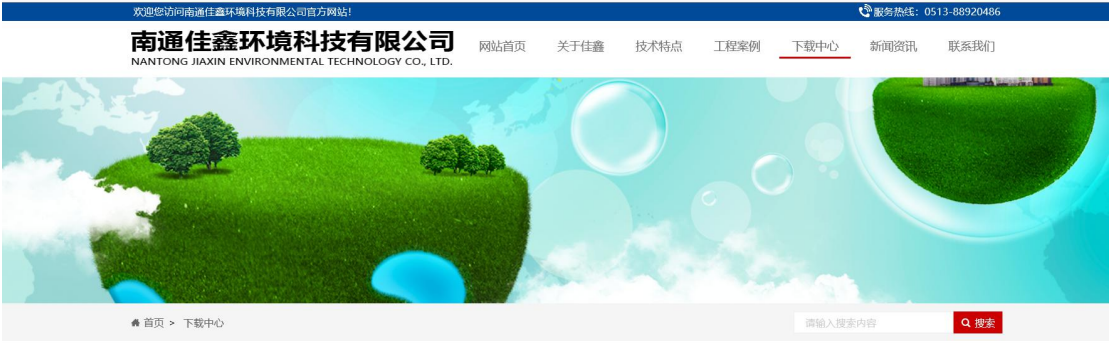 欢迎您访问南通佳鑫环境科技有限公司官方网站!
服务热线：0513-88920486
南通佳鑫环境科技有限公司
NANTONG JIAXIN ENVIRONMENTAL TECHNOLOGY CO., LTD.
网站首页 关于佳鑫 技术特点 工程案例 下载中心 新闻资讯 联系我们
首页 > 下载中心
请输入搜索内容 搜索